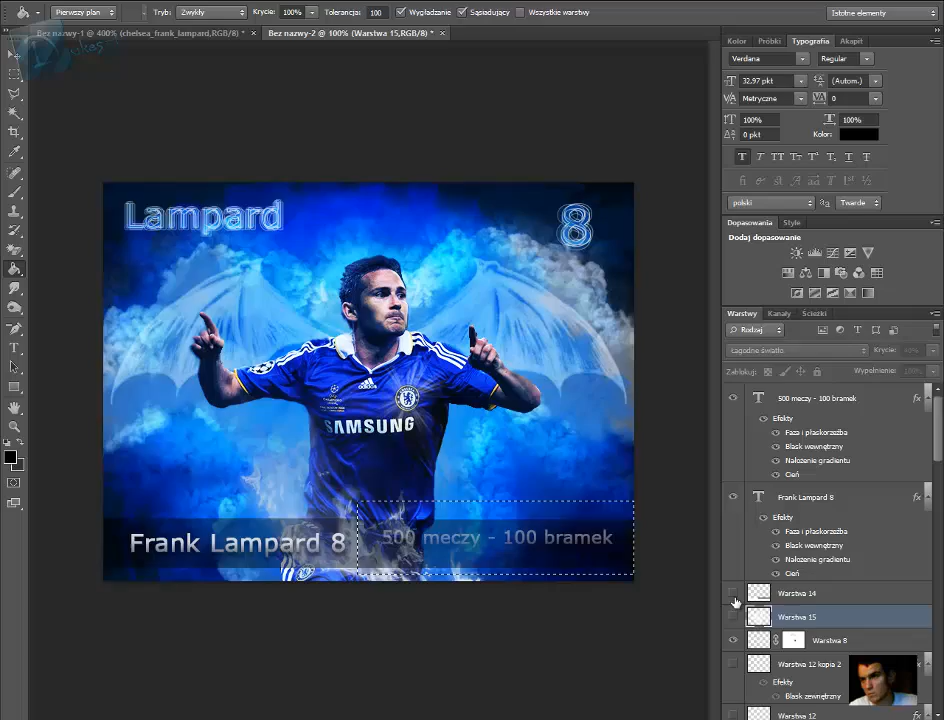 Pierwszy plan
Tryb: Zwykły
Krycie: 100%
Tolerancja: 100
Wygładzanie
Sąsiadujący
Wszystkie warstwy
Istotne elementy
Bez nazwy-1 @ 400% (chelsea_frank_lampard,RGB/8) *
Bez nazwy-2 @ 100% (Warstwa 15,RGB/8) *
Kolor Próbki Typografia Akapit
Verdana Regular
32,97 pkt (Autom.)
Metryczne 0
100% 100%
0 pkt Kolor:
polski Twarde
Dopasowania Style
Dodaj dopasowanie
Warstwy Kanały Ścieżki
Rodzaj
Łagodne światło Krycie:
Zablokuj: Wypełnienie:
500 meczy - 100 bramek fx
Efekty
Faza i płaskorzeźba
Blask wewnętrzny
Nałożenie gradientu
Cień
Frank Lampard 8 fx
Efekty
Faza i płaskorzeźba
Blask wewnętrzny
Nałożenie gradientu
Cień
Warstwa 14
Warstwa 15
Warstwa 8
Warstwa 12 kopia 2
Efekty
Blask zewnętrzny
Warstwa 12 fx
Lampard
8
adidas
SAMSUNG
Frank Lampard 8
500 meczy - 100 bramek